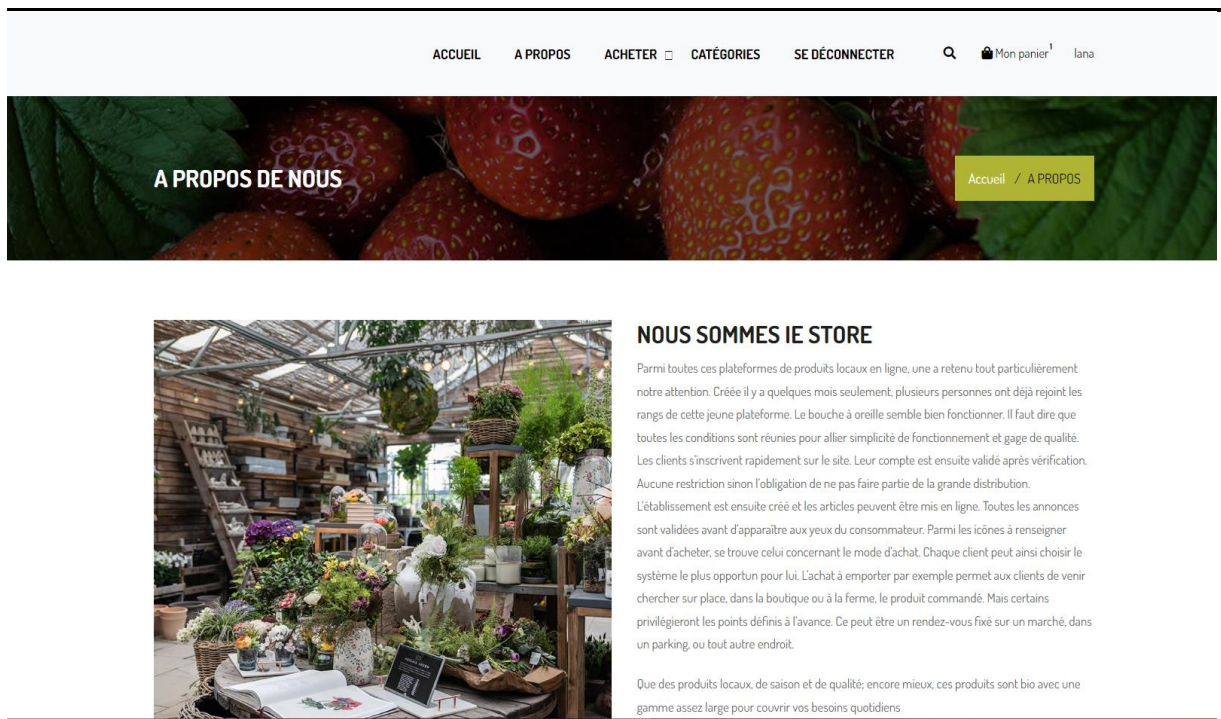 ACCUEIL A PROPOS ACHETER CATÉGORIES SE DÉCONNECTER Mon panier 1 lana
A PROPOS DE NOUS
Accueil / A PROPOS
NOUS SOMMES IE STORE
Parmi toutes ces plateformes de produits locaux en ligne, une a retenu tout particulièrement
notre attention. Créée il y a quelques mois seulement, plusieurs personnes ont déjà rejoint les
rangs de cette jeune plateforme. Le bouche à oreille semble bien fonctionner. Il faut dire que
toutes les conditions sont réunies pour allier simplicité de fonctionnement et gage de qualité.
Les clients s'inscrivent rapidement sur le site. Leur compte est ensuite validé après vérification.
Aucune restriction sinon l'obligation de ne pas faire partie de la grande distribution.
L'établissement est ensuite créé et les articles peuvent être mis en ligne. Toutes les annonces
sont validées avant d'apparaître aux yeux du consommateur. Parmi les icônes à renseigner
avant d'acheter, se trouve celui concernant le mode d'achat. Chaque client peut ainsi choisir le
système le plus opportun pour lui. L'achat à emporter par exemple permet aux clients de venir
chercher sur place, dans la boutique ou à la ferme, le produit commandé. Mais certains
privilégieront les points définis à l'avance. Ce peut être un rendez-vous fixé sur un marché, dans
un parking, ou tout autre endroit.
Que des produits locaux, de saison et de qualité; encore mieux, ces produits sont bio avec une
gamme assez large pour couvrir vos besoins quotidiens